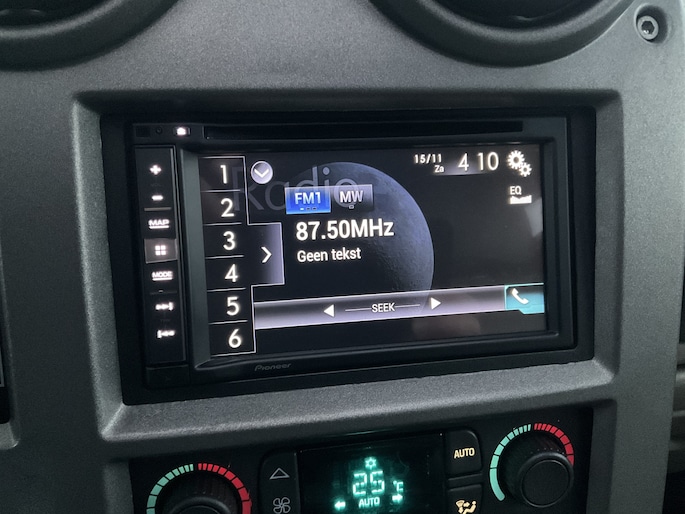 15/11
Za
4 10
1
Radio
FM1 MW
EQ
2
MAP
87.50MHz
3
Geen tekst
4
MODE
5
SEEK
6
Pioneer
AUTO
25 °C
AUTO